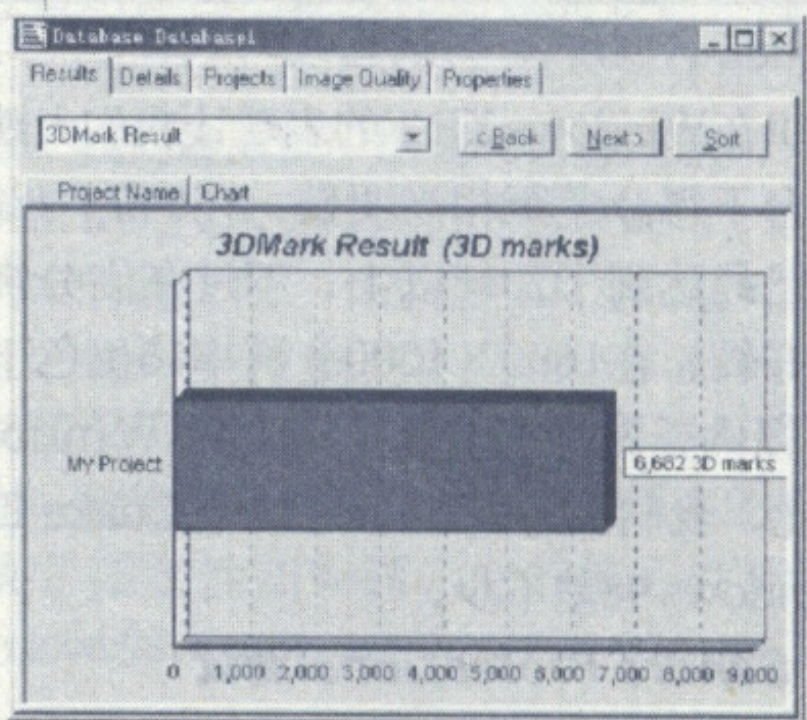 Database Database1
Results Details Projects Image Quality Properties
3DMark Result < Back Next > Sort
Project Name Chart
3DMark Result (3D marks)
My Project 6,682 3D marks
0 1,000 2,000 3,000 4,000 5,000 6,000 7,000 8,000 9,000